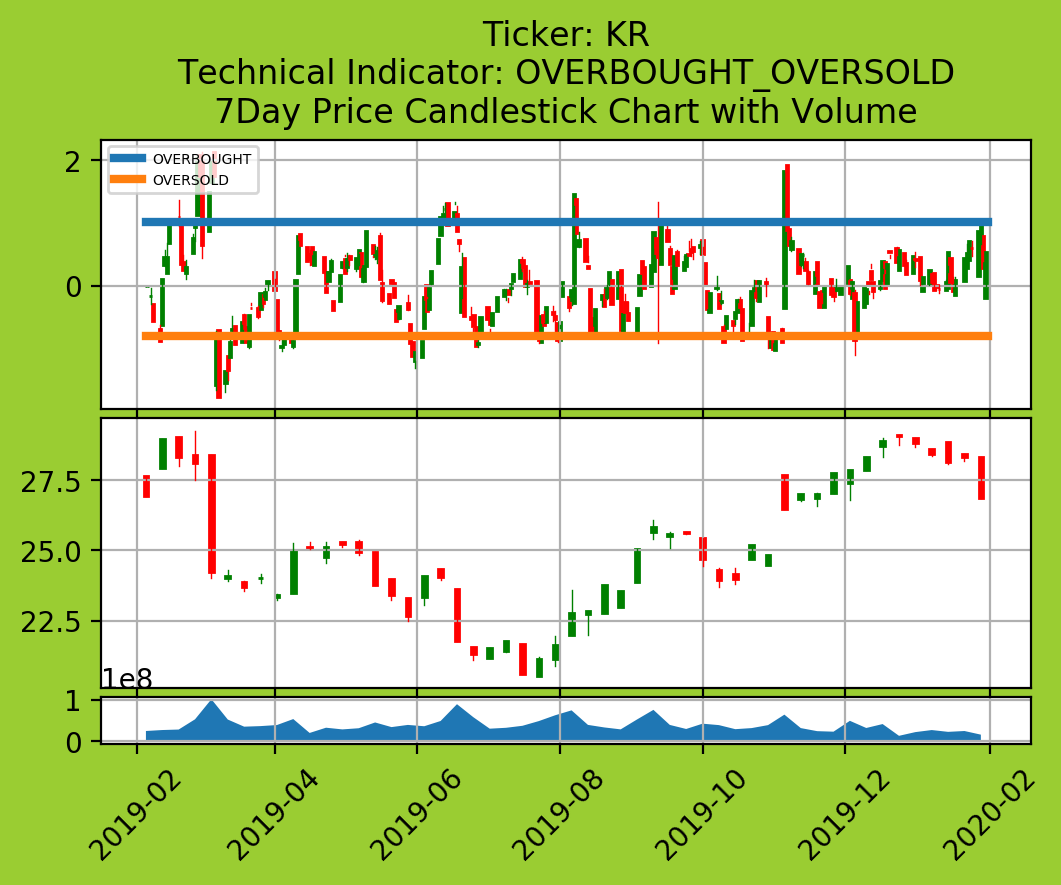 Ticker: KR
Technical Indicator: OVERBOUGHT_OVERSOLD
7Day Price Candlestick Chart with Volume
OVERBOUGHT
OVERSOLD
2
0
27.5
25.0
22.5
1e8
1
0
2019-02
2019-04
2019-06
2019-08
2019-10
2019-12
2020-02